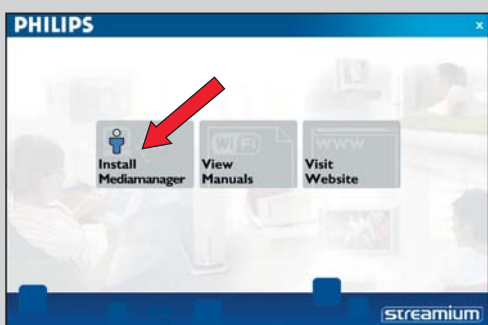 PHILIPS
x
WiFi
www
Install
Mediamanager
View
Manuals
Visit
Website
streamium